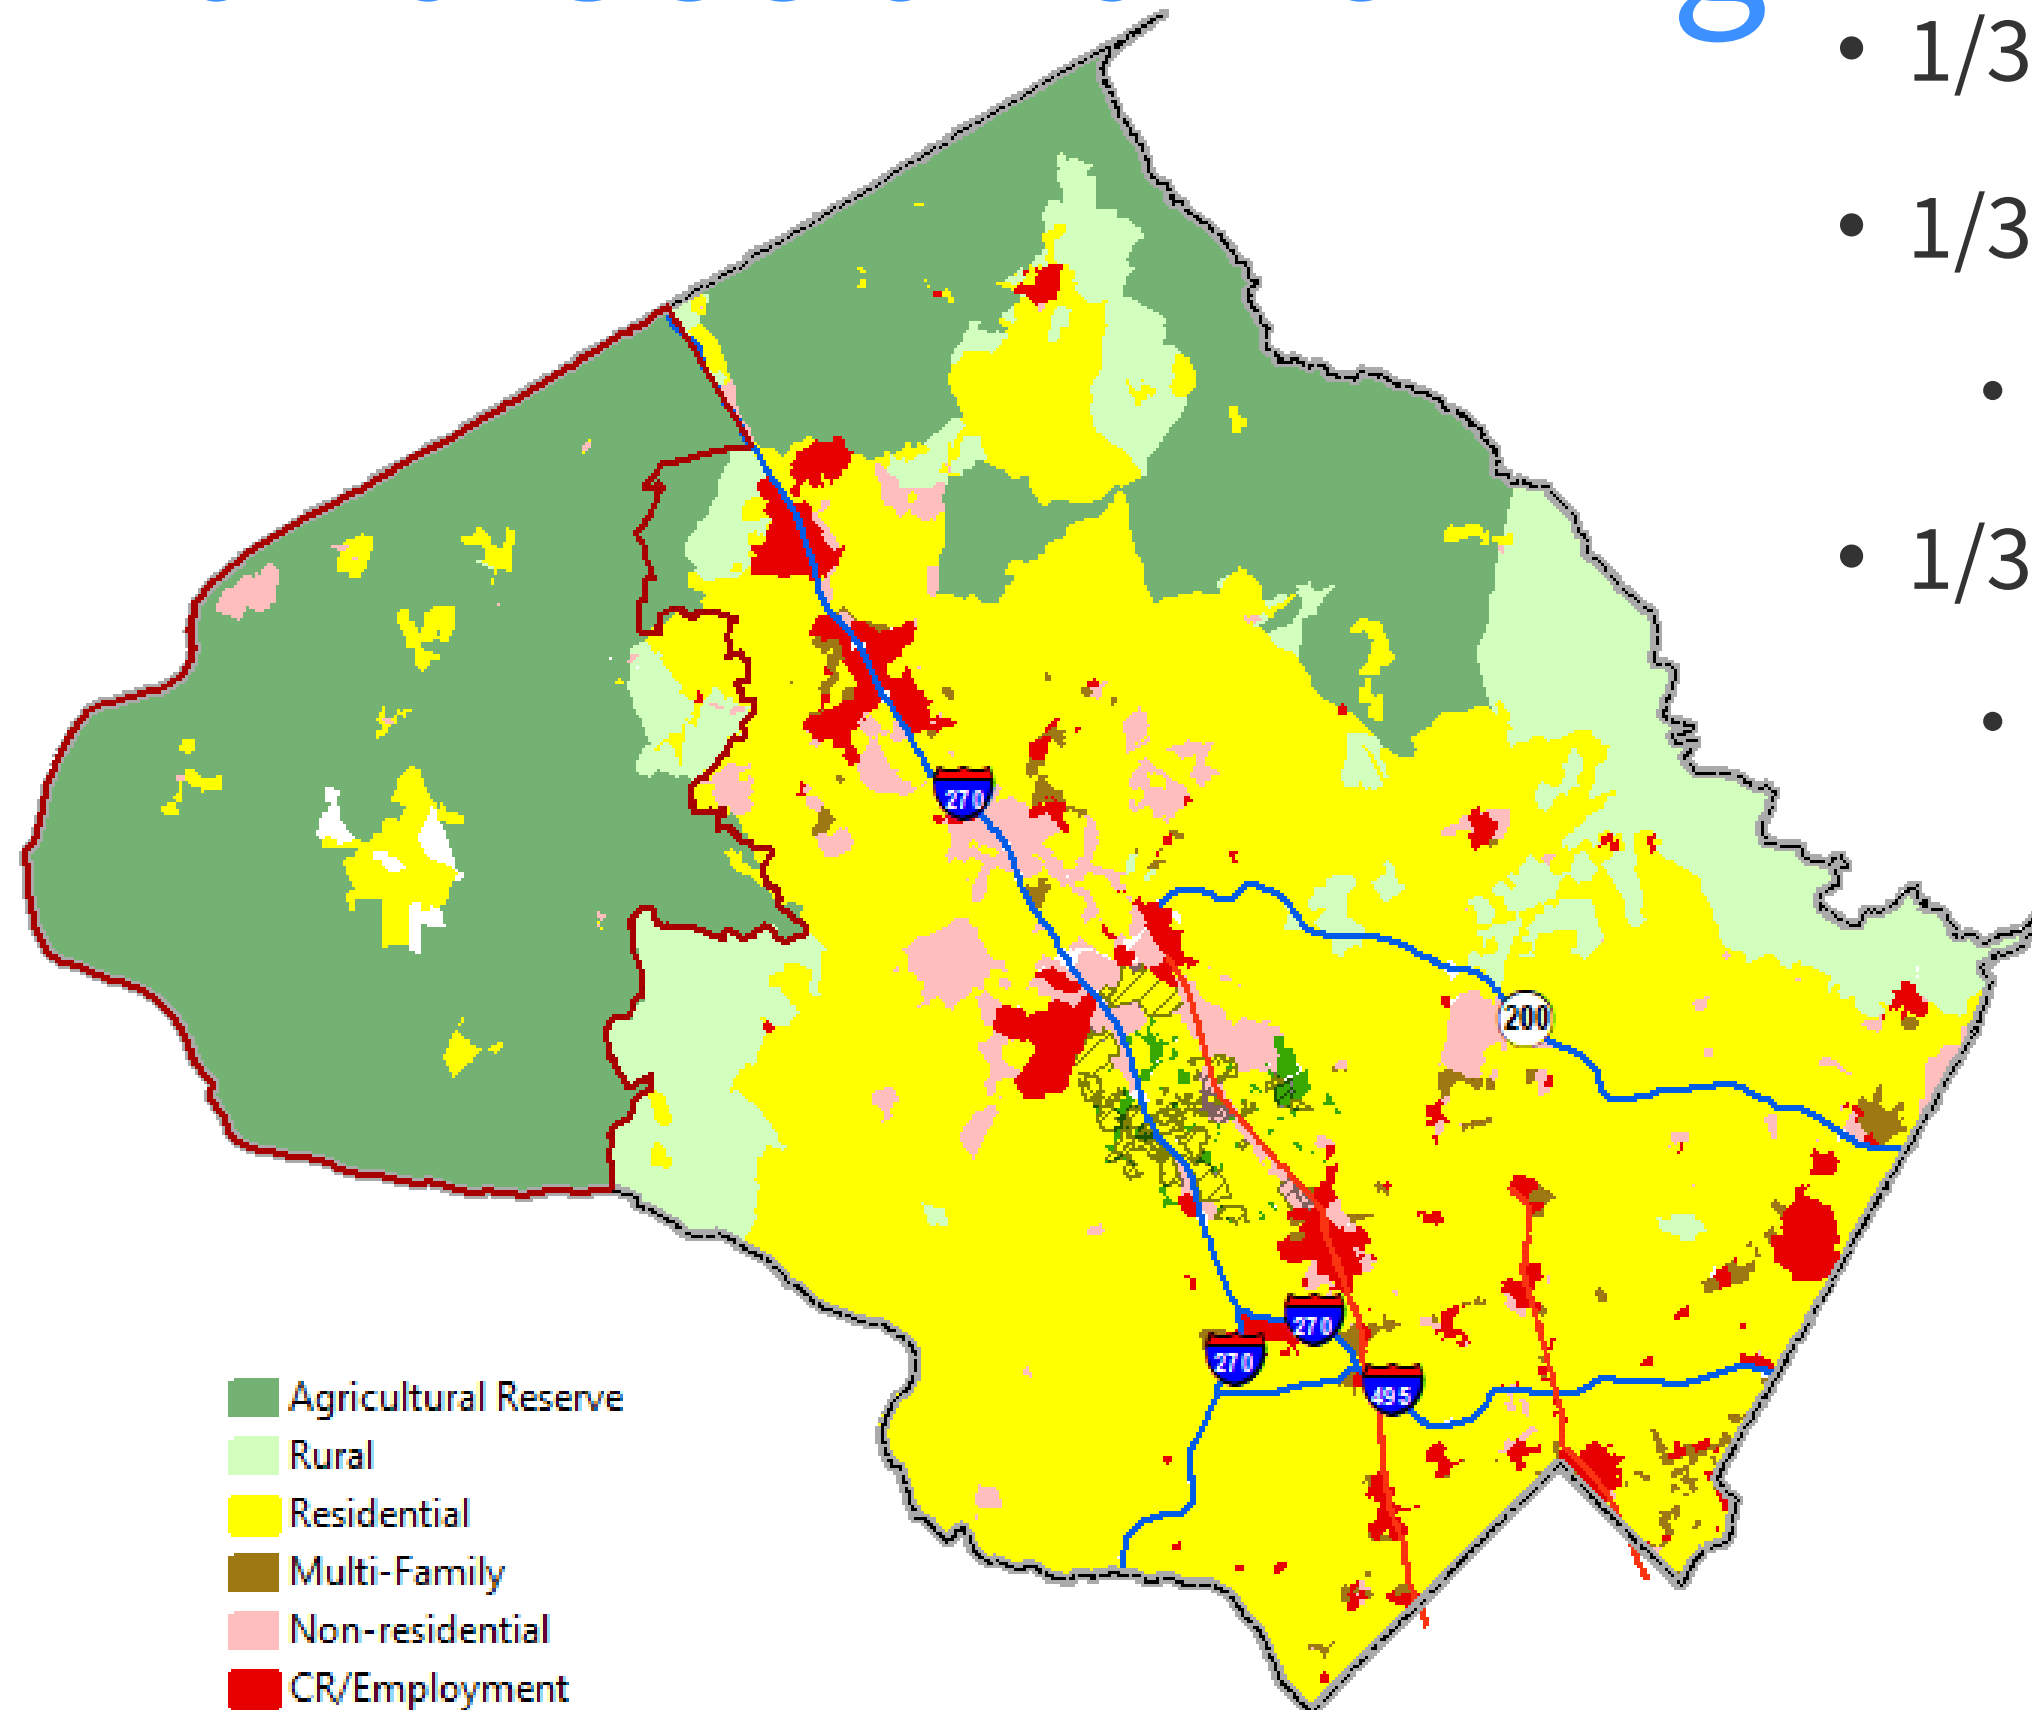 • 1/3
• 1/3
•
• 1/3
•
270
200
270
270
495
Agricultural Reserve
Rural
Residential
Multi-Family
Non-residential
CR/Employment